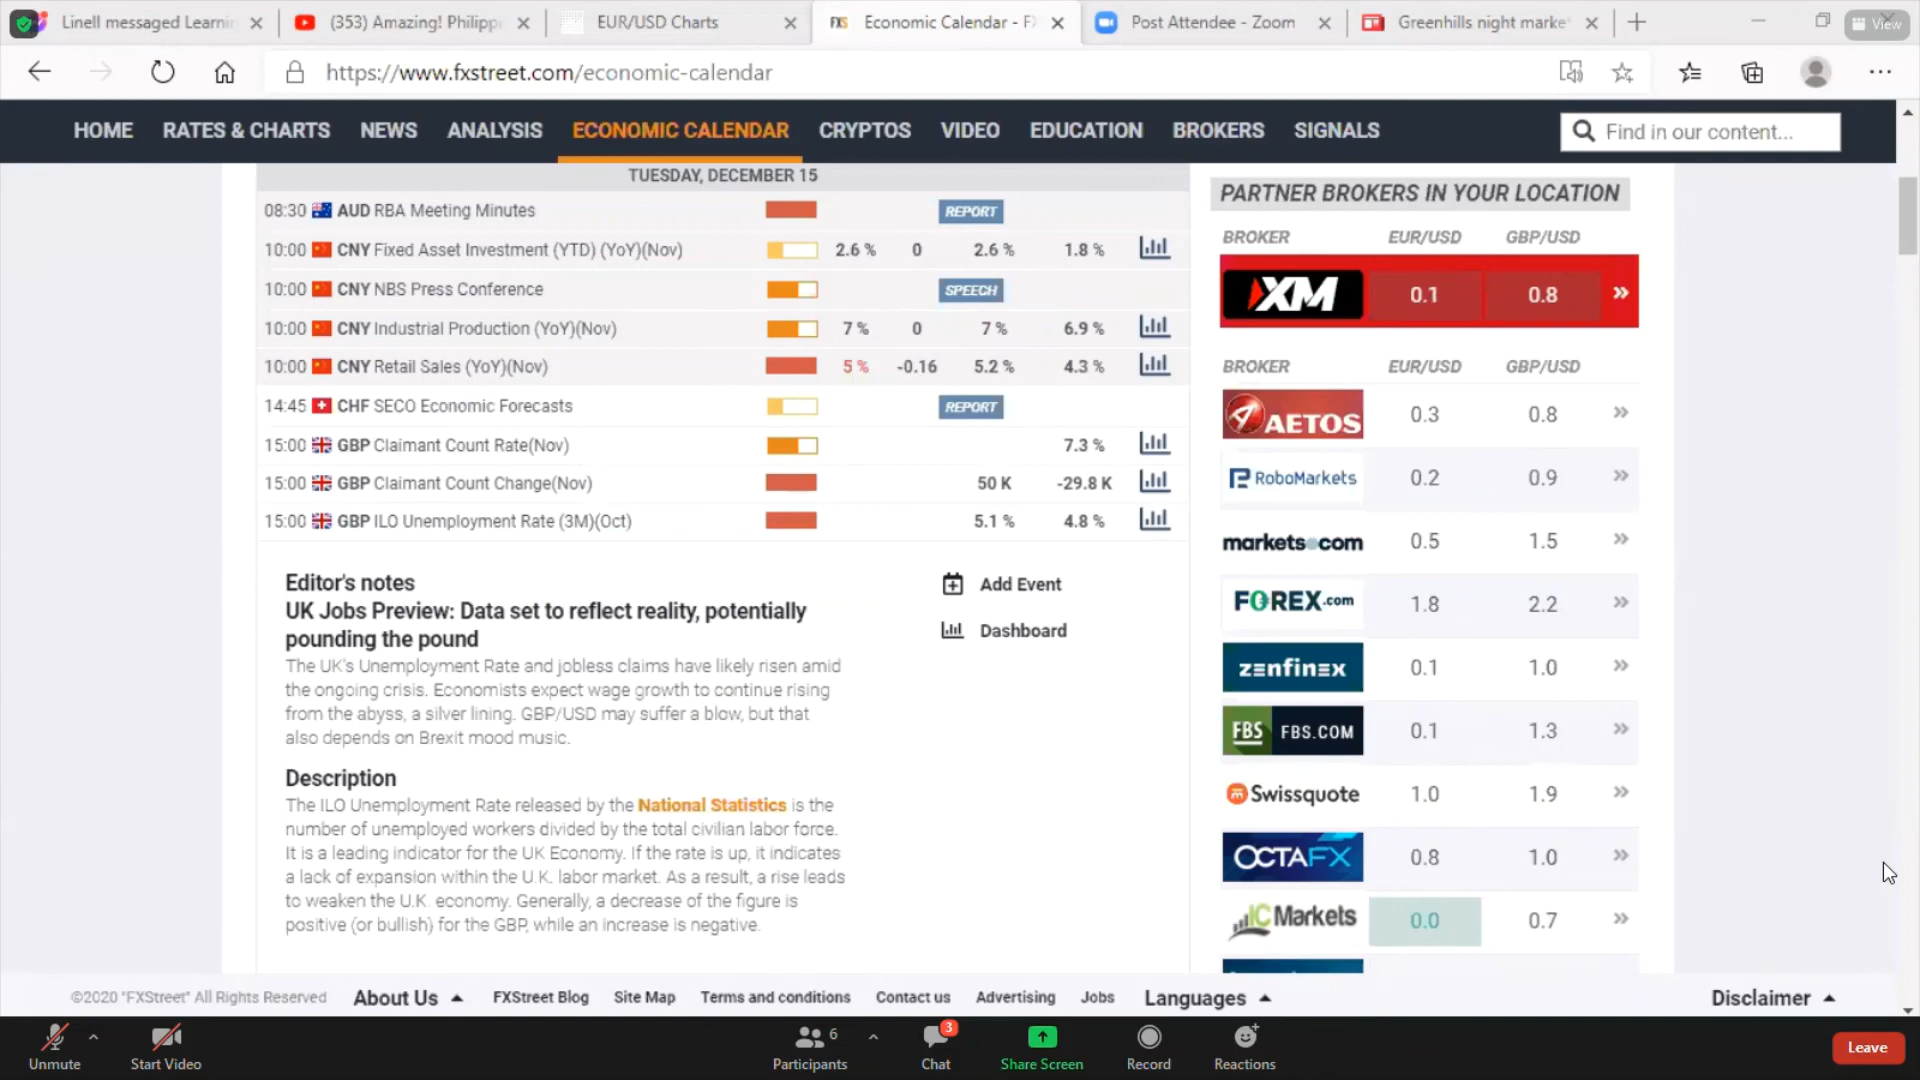 Linell messaged Learnin
(353) Amazing! Philipp
EUR/USD Charts
FXS Economic Calendar - FX
Post Attendee - Zoom
Greenhills night market
View
https://www.fxstreet.com/economic-calendar
HOME RATES & CHARTS NEWS ANALYSIS ECONOMIC CALENDAR CRYPTOS VIDEO EDUCATION BROKERS SIGNALS
Find in our content...
TUESDAY, DECEMBER 15
08:30 AUD RBA Meeting Minutes REPORT
10:00 CNY Fixed Asset Investment (YTD) (YoY)(Nov) 2.6 % 0 2.6 % 1.8 %
10:00 CNY NBS Press Conference SPEECH
10:00 CNY Industrial Production (YoY)(Nov) 7 % 0 7 % 6.9 %
10:00 CNY Retail Sales (YoY)(Nov) 5 % -0.16 5.2 % 4.3 %
14:45 CHF SECO Economic Forecasts REPORT
15:00 GBP Claimant Count Rate(Nov) 7.3 %
15:00 GBP Claimant Count Change(Nov) 50 K -29.8 K
15:00 GBP ILO Unemployment Rate (3M)(Oct) 5.1 % 4.8 %
Editor's notes
UK Jobs Preview: Data set to reflect reality, potentially
pounding the pound
The UK's Unemployment Rate and jobless claims have likely risen amid
the ongoing crisis. Economists expect wage growth to continue rising
from the abyss, a silver lining. GBP/USD may suffer a blow, but that
also depends on Brexit mood music.
Add Event
Dashboard
Description
The ILO Unemployment Rate released by the National Statistics is the
number of unemployed workers divided by the total civilian labor force.
It is a leading indicator for the UK Economy. If the rate is up, it indicates
a lack of expansion within the U.K. labor market. As a result, a rise leads
to weaken the U.K. economy. Generally, a decrease of the figure is
positive (or bullish) for the GBP, while an increase is negative.
PARTNER BROKERS IN YOUR LOCATION
BROKER EUR/USD GBP/USD
XM 0.1 0.8 »
BROKER EUR/USD GBP/USD
AETOS 0.3 0.8 »
RoboMarkets 0.2 0.9 »
markets.com 0.5 1.5 »
FOREX.com 1.8 2.2 »
zenfinex 0.1 1.0 »
FBS FBS.COM 0.1 1.3 »
Swissquote 1.0 1.9 »
OCTAFX 0.8 1.0 »
IC Markets 0.0 0.7 »
©2020 "FXStreet" All Rights Reserved About Us FXStreet Blog Site Map Terms and conditions Contact us Advertising Jobs Languages Disclaimer
Unmute
Start Video
6
Participants
3
Chat
Share Screen
Record
Reactions
Leave